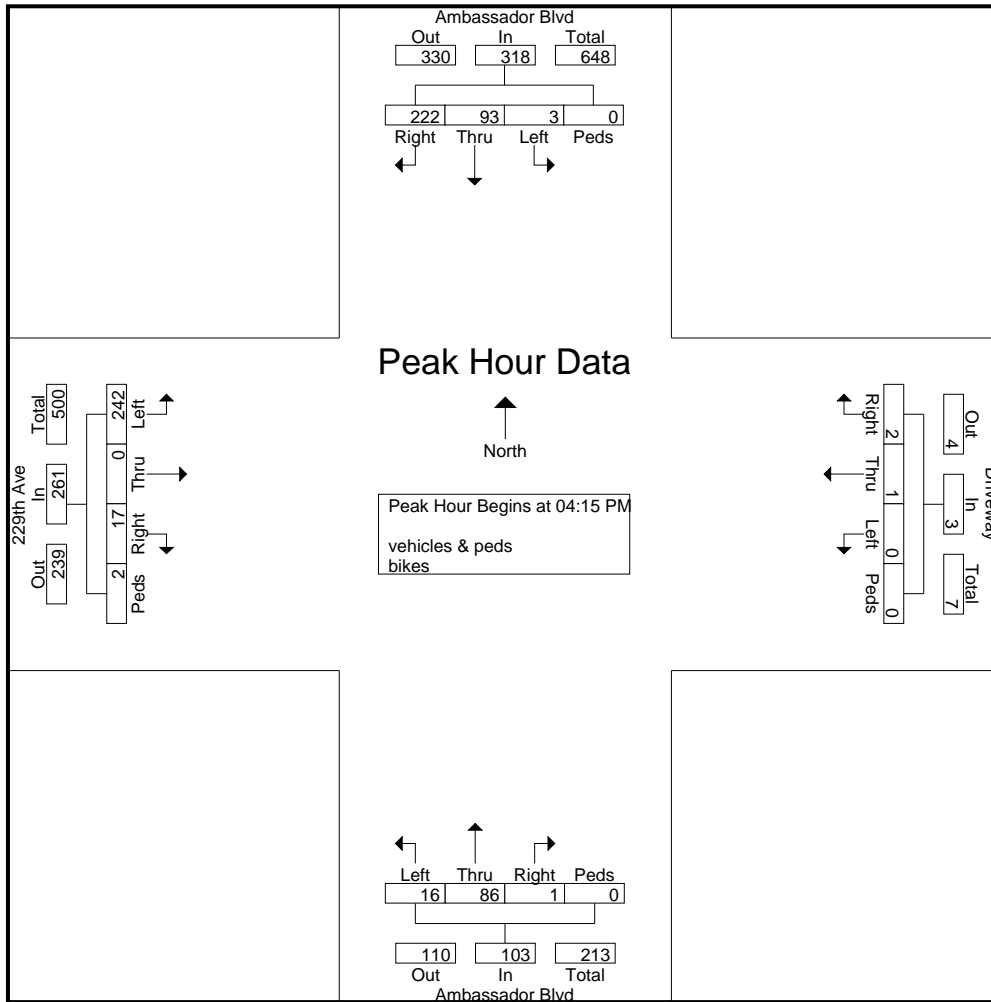 Ambassador Blvd
Out In Total
330 318 648
222 93 3 0
Right Thru Left Peds
Peak Hour Data
North
Peak Hour Begins at 04:15 PM
vehicles & peds
bikes
229th Ave
Out In Total
239 261 500
Left Thru Right Peds
242 0 17 2
Driveway
Out In Total
4 3 7
Right Thru Left Peds
2 1 0 0
Left Thru Right Peds
16 86 1 0
110 103 213
Out In Total
Ambassador Blvd